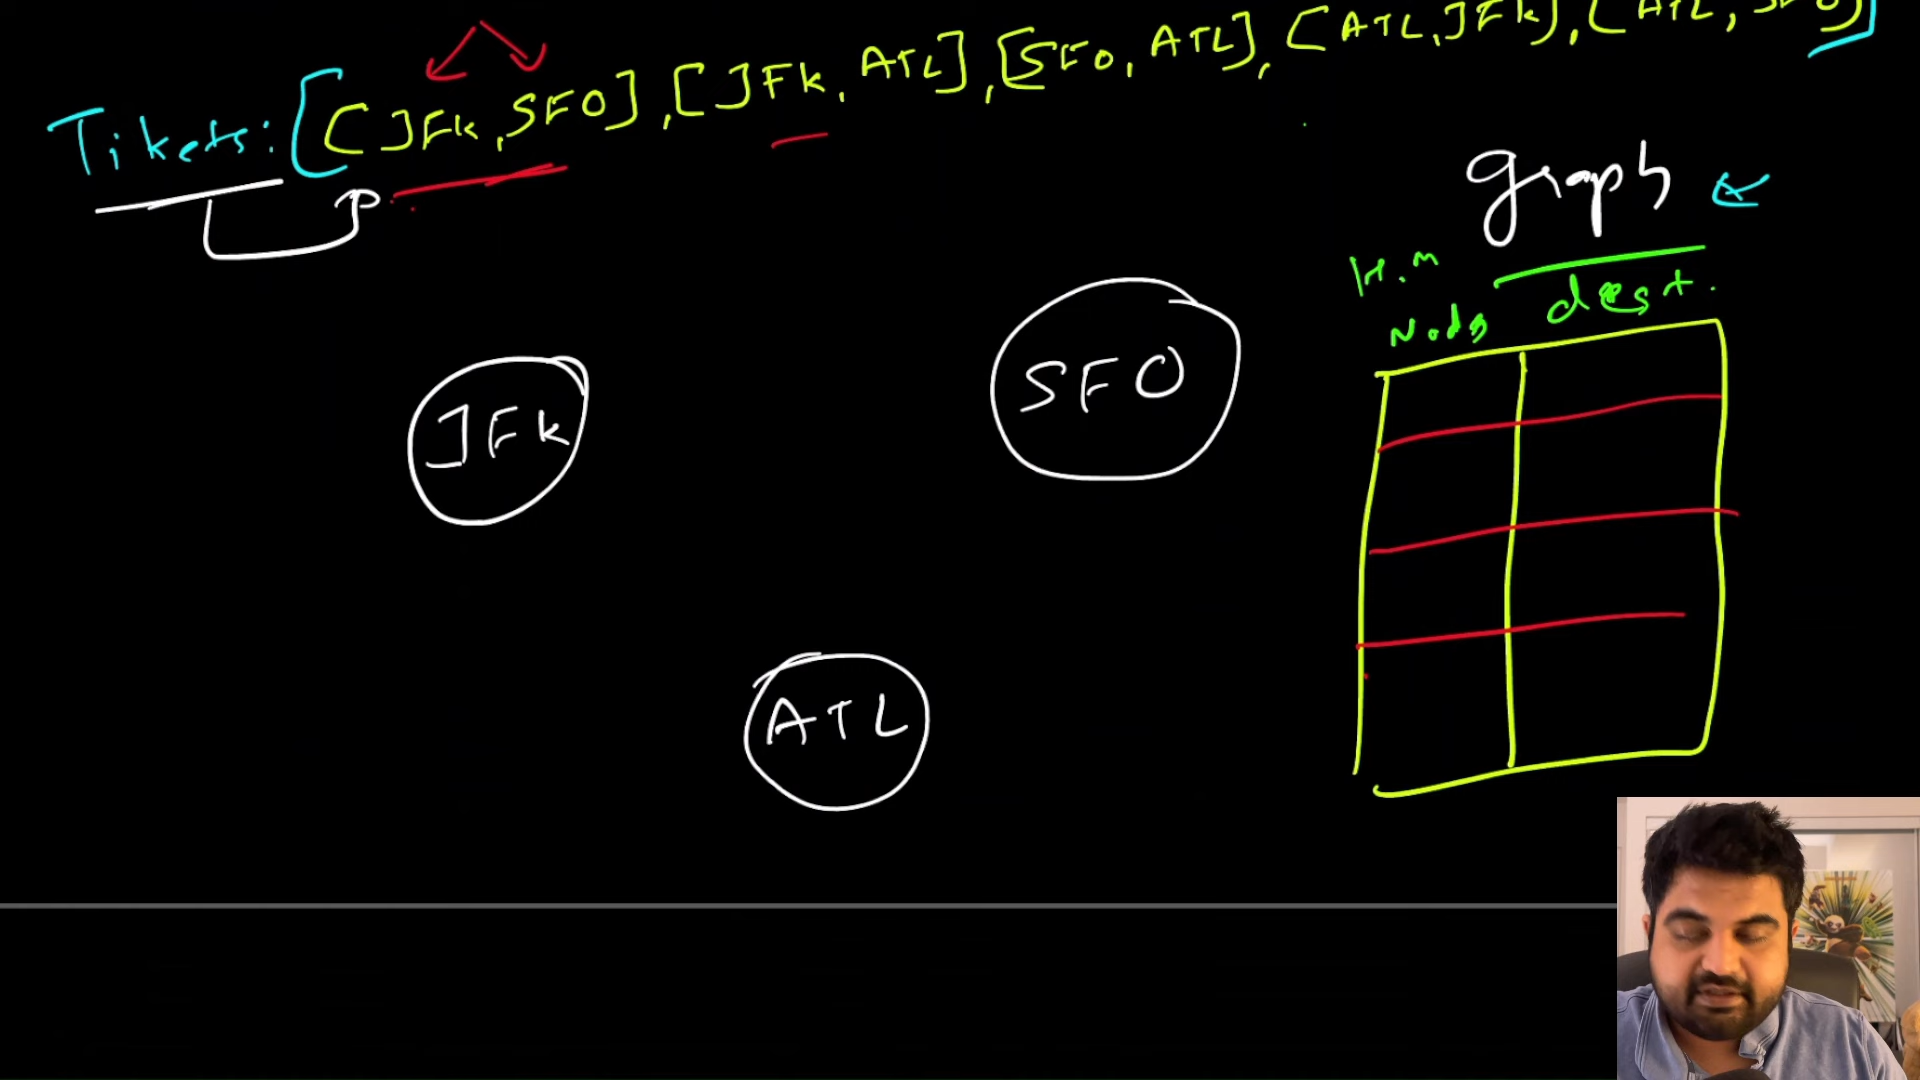 Tikets: [[JFk, SFO], [JFk, ATL], [SFO, ATL], [ATL, JFk], [ATL, SFO]]
graph
H.m
Node dest.
JFk
SFO
ATL